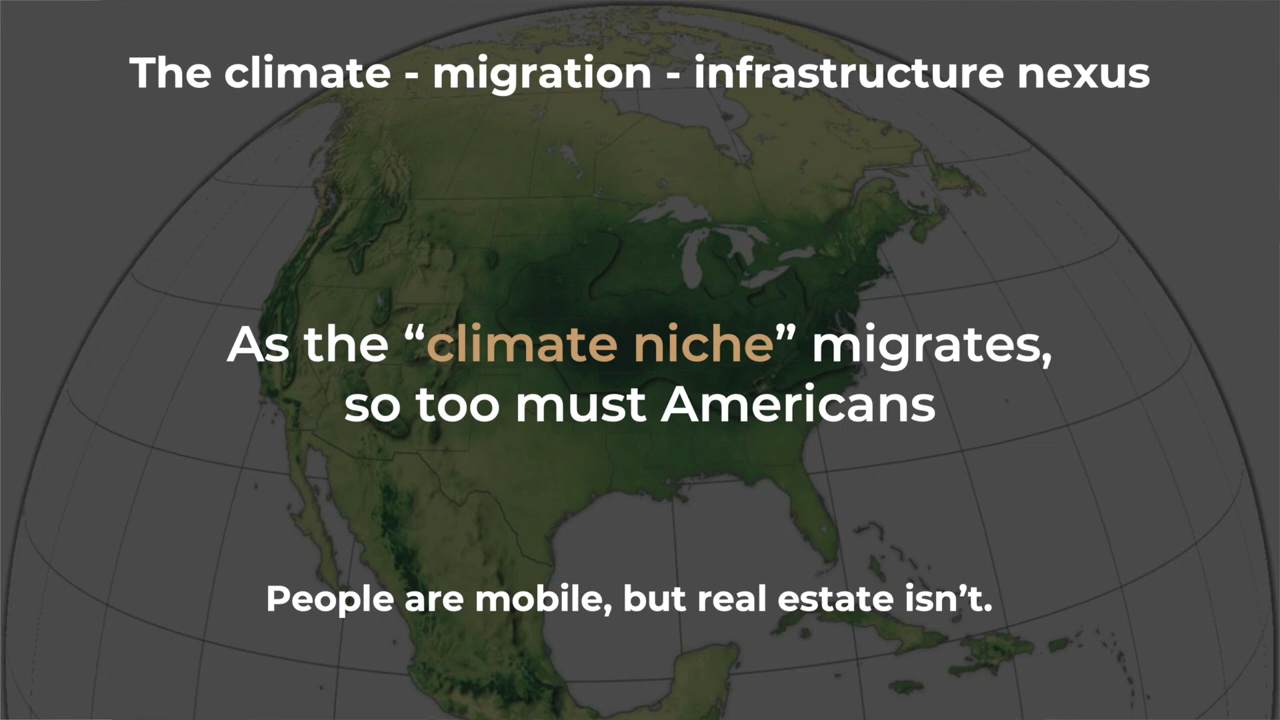 The climate - migration - infrastructure nexus
As the “climate niche” migrates,
so too must Americans
People are mobile, but real estate isn’t.